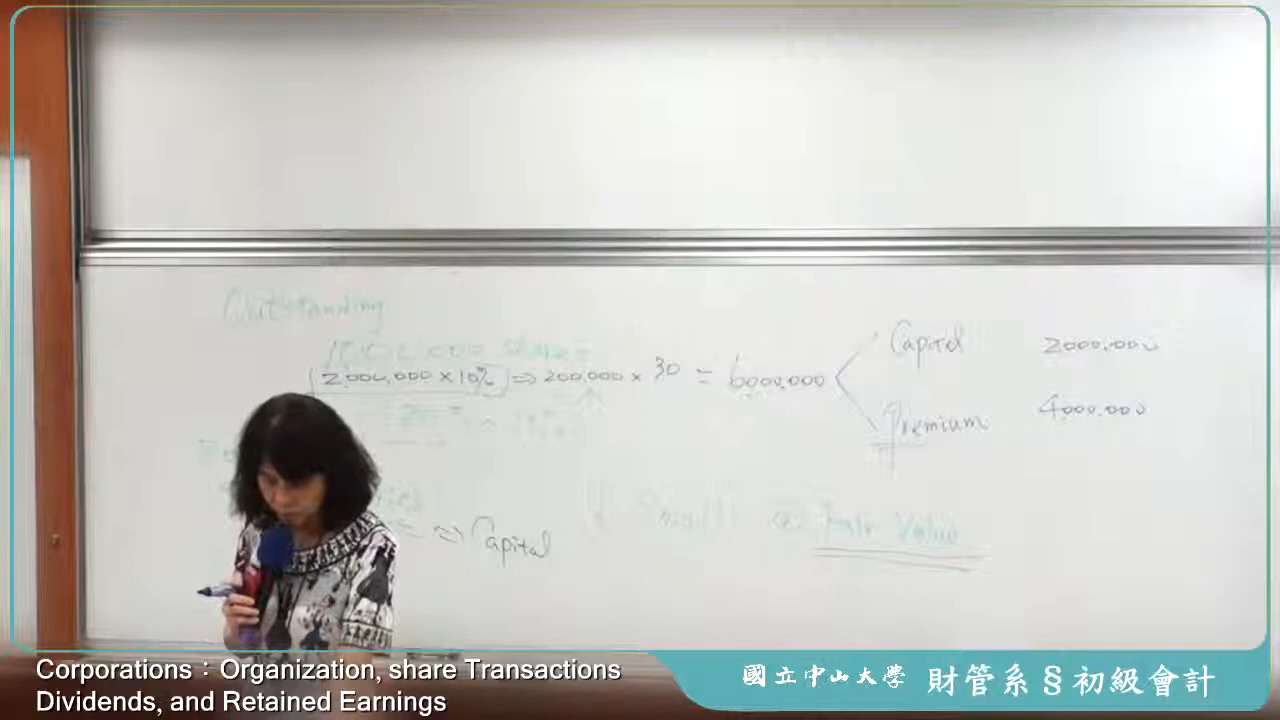 Outstanding
2,000,000 × 10% ⇒ 200,000 × 30 = 6000,000
Capital 2000,000
Premium 4,000,000
Small ⇒ Fair Value
⇒ Capital
Corporations：Organization, share Transactions
Dividends, and Retained Earnings
國立中山大學 財管系§初級會計